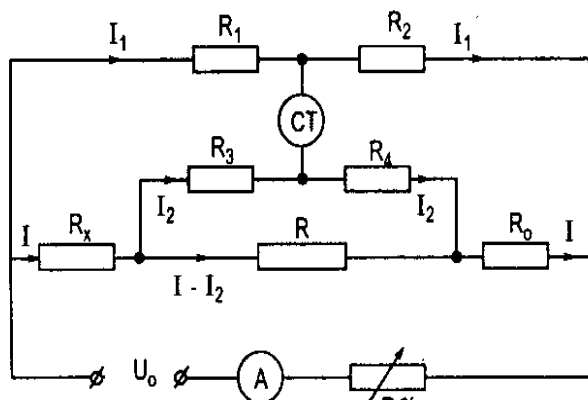 I₁ R₁ R₂ I₁
CT
R₃ R₄
I₂ I₂
I Rₓ R R₀ I
I - I₂
U₀ A